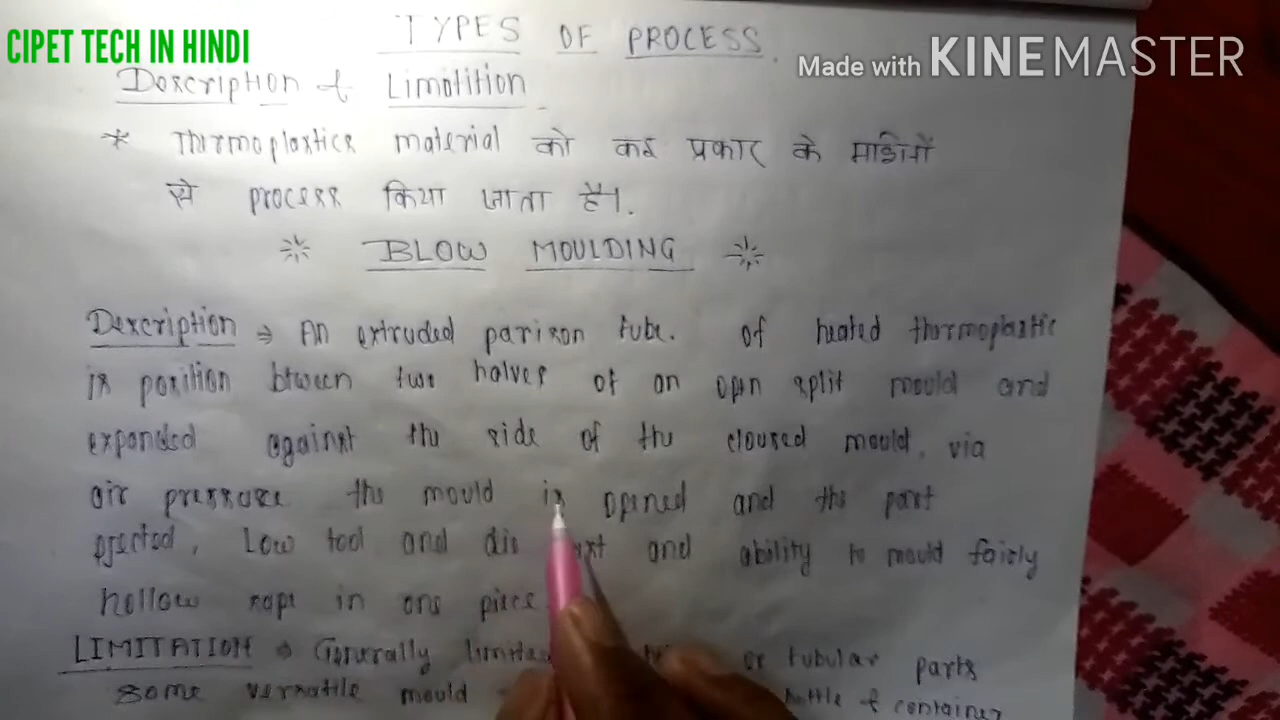 CIPET TECH IN HINDI
Made with KINEMASTER
TYPES OF PROCESS.
Description & Limotition
* Thermoplastics material को कई प्रकार के माशिनों
से process किया जाता है।.
BLOW MOULDING
Description ⇒ An extruded parison tube. of heated thermoplastic
is position btween two halves of an open split mould and
expanded against the side of the cloused mould, via
air pressure the mould is opened and the part
ejected, Low tool and die and ability to mould fairly
hollow in one piece
LIMITATION ⇒ Generally limited or tubular parts
some versatile mould & container